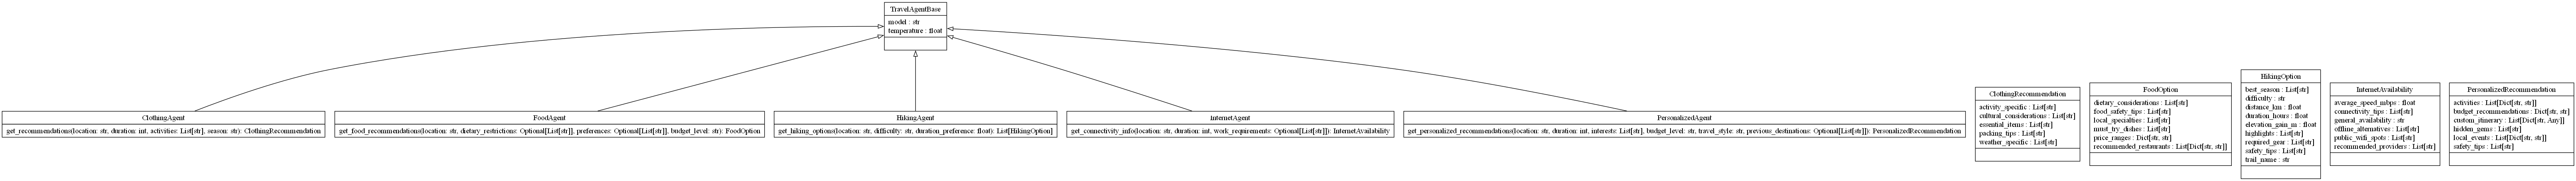 TravelAgentBase
model : str
temperature : float
ClothingAgent
get_recommendations(location: str, duration: int, activities: List[str], season: str): ClothingRecommendation
FoodAgent
get_food_recommendations(location: str, dietary_restrictions: Optional[List[str]], preferences: Optional[List[str]], budget_level: str): FoodOption
HikingAgent
get_hiking_options(location: str, difficulty: str, duration_preference: float): List[HikingOption]
InternetAgent
get_connectivity_info(location: str, duration: int, work_requirements: Optional[List[str]]): InternetAvailability
PersonalizedAgent
get_personalized_recommendations(location: str, duration: int, interests: List[str], budget_level: str, travel_style: str, previous_destinations: Optional[List[str]]): PersonalizedRecommendation
ClothingRecommendation
activity_specific : List[str]
cultural_considerations : List[str]
essential_items : List[str]
packing_tips : List[str]
weather_specific : List[str]
FoodOption
dietary_considerations : List[str]
food_safety_tips : List[str]
local_specialties : List[str]
must_try_dishes : List[str]
price_ranges : Dict[str, str]
recommended_restaurants : List[Dict[str, str]]
HikingOption
best_season : List[str]
difficulty : str
distance_km : float
duration_hours : float
elevation_gain_m : float
highlights : List[str]
required_gear : List[str]
safety_tips : List[str]
trail_name : str
InternetAvailability
average_speed_mbps : float
connectivity_tips : List[str]
general_availability : str
offline_alternatives : List[str]
public_wifi_spots : List[str]
recommended_providers : List[str]
PersonalizedRecommendation
activities : List[Dict[str, str]]
budget_recommendations : Dict[str, str]
custom_itinerary : List[Dict[str, Any]]
hidden_gems : List[str]
local_events : List[Dict[str, str]]
safety_tips : List[str]